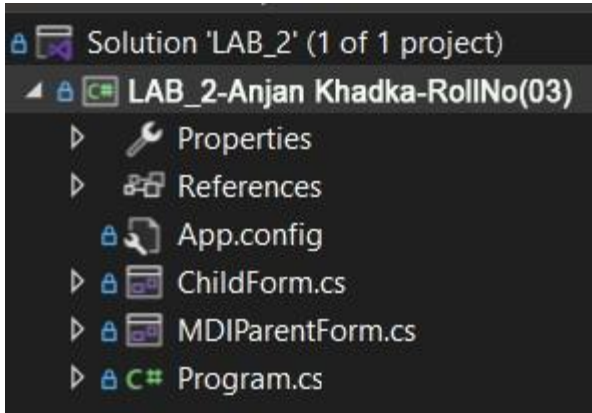 Solution 'LAB_2' (1 of 1 project)
C# LAB_2-Anjan Khadka-RollNo(03)
Properties
References
App.config
ChildForm.cs
MDIParentForm.cs
C# Program.cs